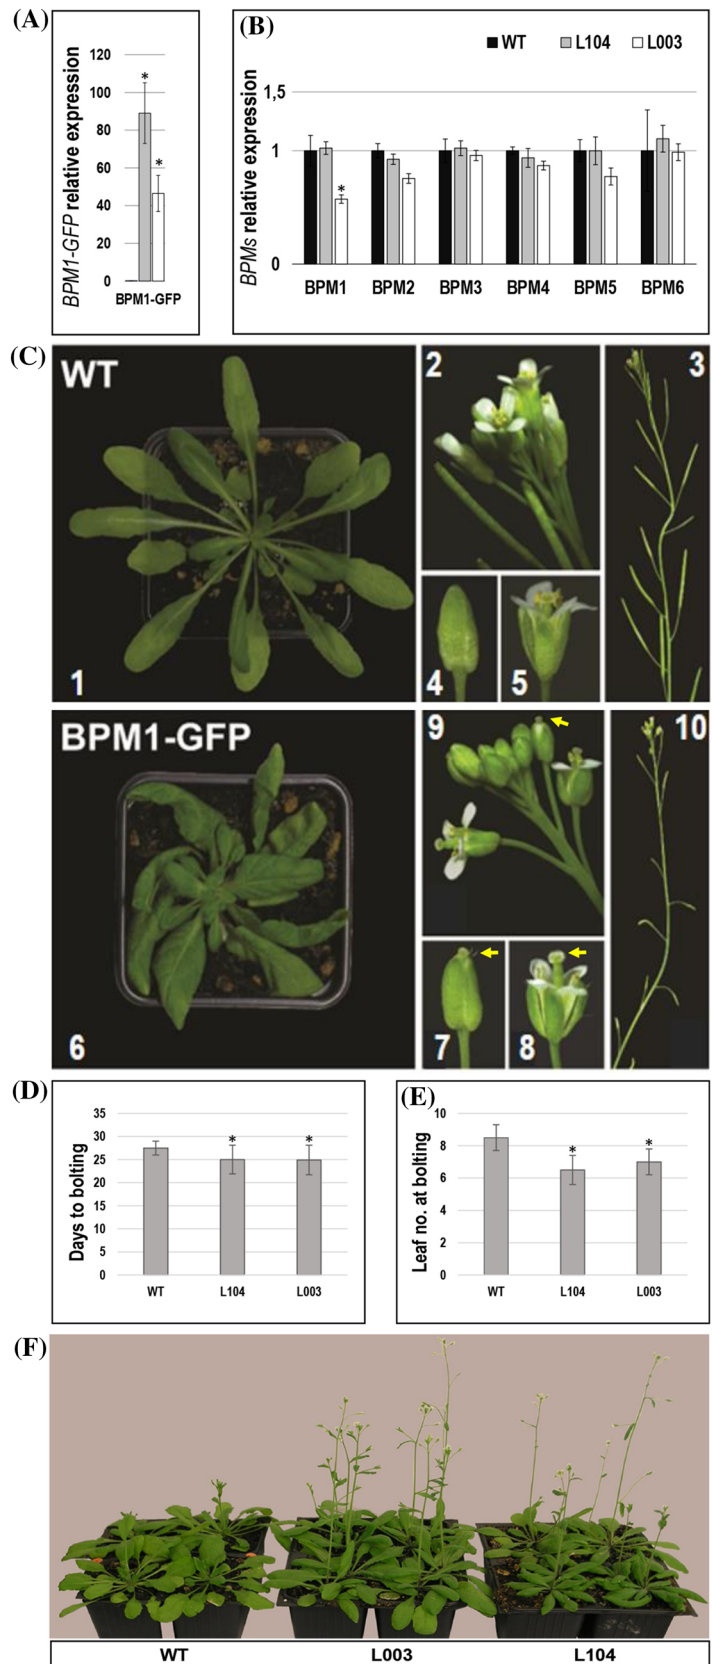 (A)
BPM1-GFP relative expression
120
100
80
60
40
20
0
*
*
BPM1-GFP
(B)
WT L104 L003
BPMs relative expression
1,5
1
0
*
BPM1 BPM2 BPM3 BPM4 BPM5 BPM6
(C)
WT
1
2
3
4
5
BPM1-GFP
6
9
10
7
8
(D)
Days to bolting
35
30
25
20
15
10
5
0
* *
WT L104 L003
(E)
Leaf no. at bolting
10
8
6
4
2
0
* *
WT L104 L003
(F)
WT L003 L104